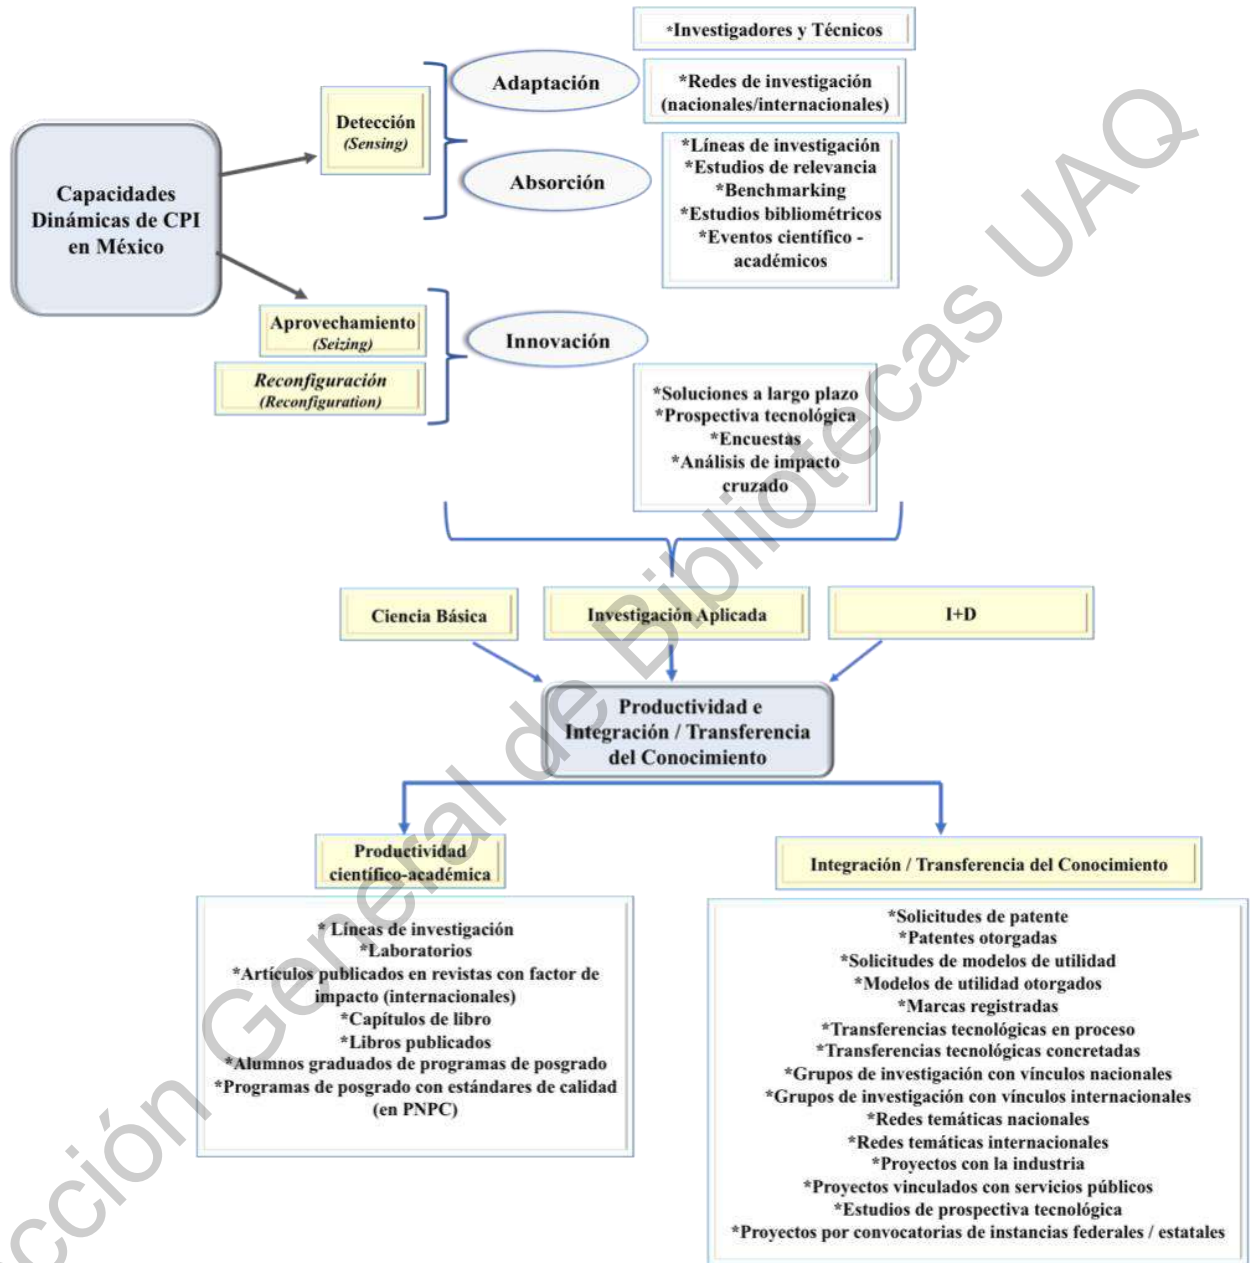 *Investigadores y Técnicos
Adaptación
*Redes de investigación
(nacionales/internacionales)
Detección
(Sensing)
Capacidades
Dinámicas de CPI
en México
Absorción
*Líneas de investigación
*Estudios de relevancia
*Benchmarking
*Estudios bibliométricos
*Eventos científico -
académicos
Aprovechamiento
(Seizing)
Reconfiguración
(Reconfiguration)
Innovación
*Soluciones a largo plazo
*Prospectiva tecnológica
*Encuestas
*Análisis de impacto
cruzado
Ciencia Básica
Investigación Aplicada
I+D
Productividad e
Integración / Transferencia
del Conocimiento
Productividad
científico-académica
* Líneas de investigación
*Laboratorios
*Artículos publicados en revistas con factor de
impacto (internacionales)
*Capítulos de libro
*Libros publicados
*Alumnos graduados de programas de posgrado
*Programas de posgrado con estándares de calidad
(en PNPC)
Integración / Transferencia del Conocimiento
*Solicitudes de patente
*Patentes otorgadas
*Solicitudes de modelos de utilidad
*Modelos de utilidad otorgados
*Marcas registradas
*Transferencias tecnológicas en proceso
*Transferencias tecnológicas concretadas
*Grupos de investigación con vínculos nacionales
*Grupos de investigación con vínculos internacionales
*Redes temáticas nacionales
*Redes temáticas internacionales
*Proyectos con la industria
*Proyectos vinculados con servicios públicos
*Estudios de prospectiva tecnológica
*Proyectos por convocatorias de instancias federales / estatales
cción General de Bibliotecas UAQ